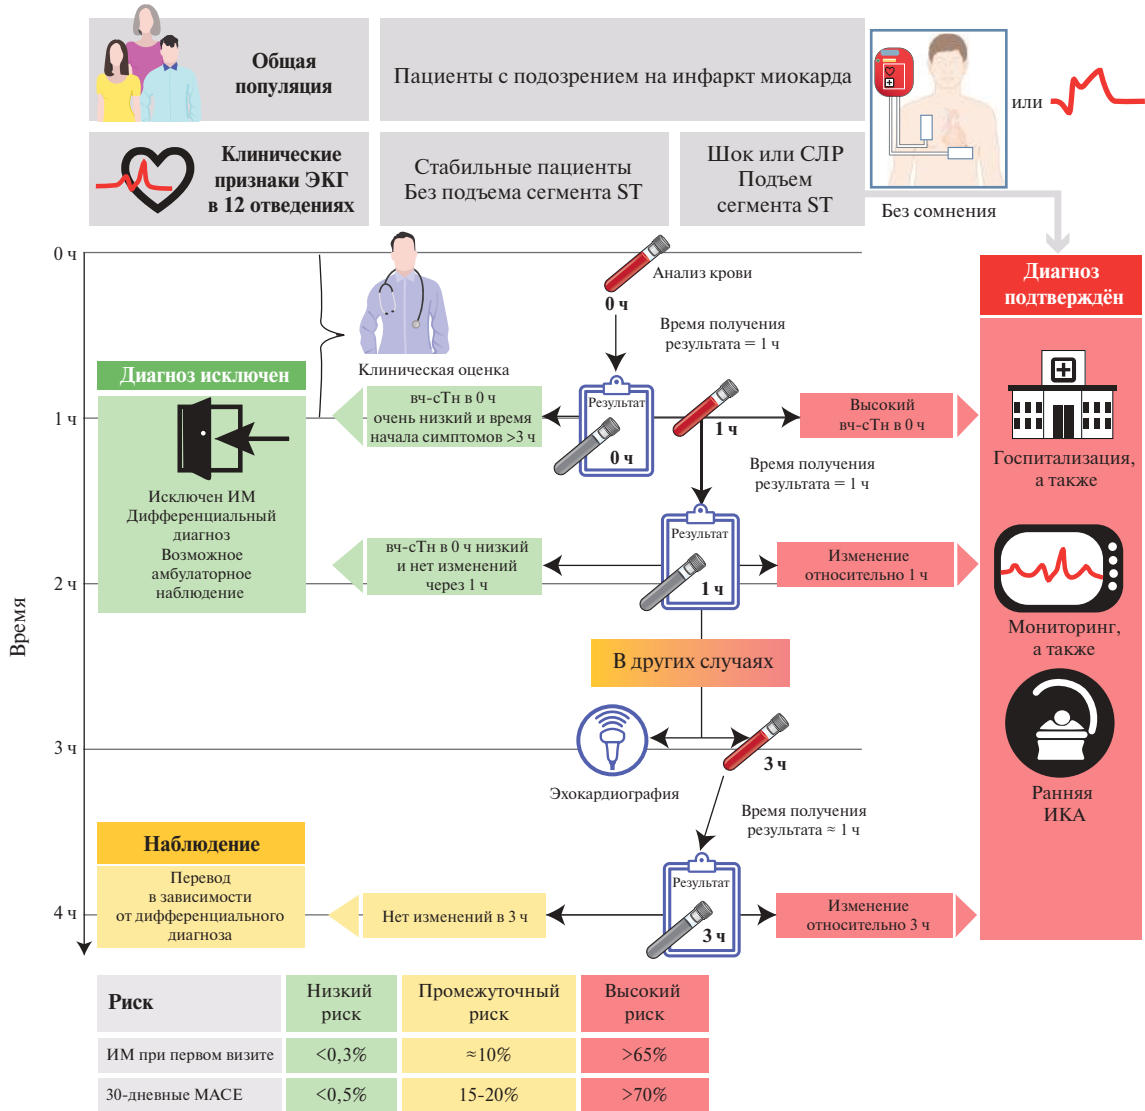 Общая
популяция
Пациенты с подозрением на инфаркт миокарда
или
Клинические
признаки ЭКГ
в 12 отведениях
Стабильные пациенты
Без подъема сегмента ST
Шок или СЛР
Подъем
сегмента ST
Без сомнения
0 ч
Анализ крови
0 ч
Диагноз
подтверждён
Время получения
результата = 1 ч
Клиническая оценка
Диагноз исключен
1 ч
вч-сТн в 0 ч
очень низкий и время
начала симптомов >3 ч
Результат
0 ч
1 ч
Высокий
вч-сТн в 0 ч
Госпитализация,
а также
Время получения
результата = 1 ч
Исключен ИМ
Дифференциальный
диагноз
Возможное
амбулаторное
наблюдение
вч-сТн в 0 ч низкий
и нет изменений
через 1 ч
Результат
1 ч
Изменение
относительно 1 ч
2 ч
Мониторинг,
а также
Время
В других случаях
3 ч
3 ч
Эхокардиография
Ранняя
ИКА
Время получения
результата ≈ 1 ч
Наблюдение
Перевод
в зависимости
от дифференциального
диагноза
4 ч
Нет изменений в 3 ч
Результат
3 ч
Изменение
относительно 3 ч
Риск
Низкий
риск
Промежуточный
риск
Высокий
риск
ИМ при первом визите
<0,3%
≈10%
>65%
30-дневные MACE
<0,5%
15-20%
>70%